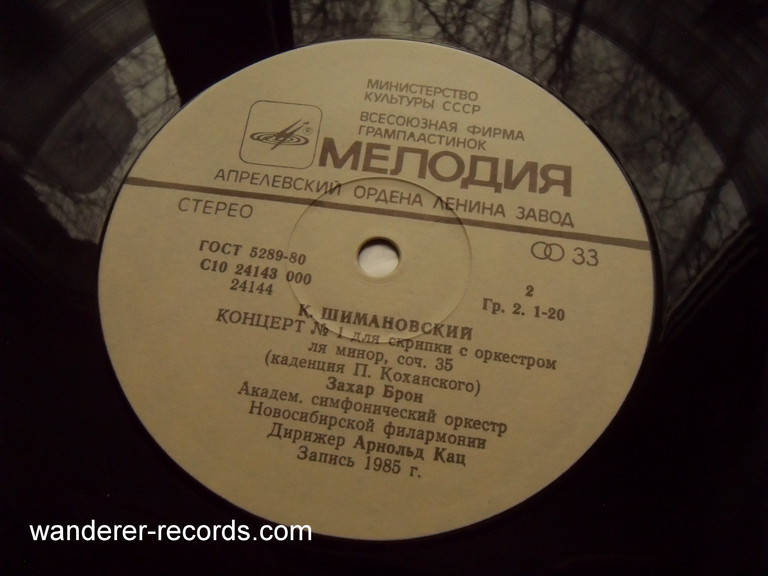 МИНИСТЕРСТВО
КУЛЬТУРЫ СССР
ВСЕСОЮЗНАЯ ФИРМА
ГРАМПЛАСТИНОК
МЕЛОДИЯ
АПРЕЛЕВСКИЙ ОРДЕНА ЛЕНИНА ЗАВОД
СТЕРЕО
33
ГОСТ 5289-80
С10 24143 000
24144
2
Гр. 2. 1-20
К. ШИМАНОВСКИЙ
КОНЦЕРТ № 1 для скрипки с оркестром
ля минор, соч. 35
(каденция П. Коханского)
Захар Брон
Академ. симфонический оркестр
Новосибирской филармонии
Дирижер Арнольд Кац
Запись 1985 г.
wanderer-records.com